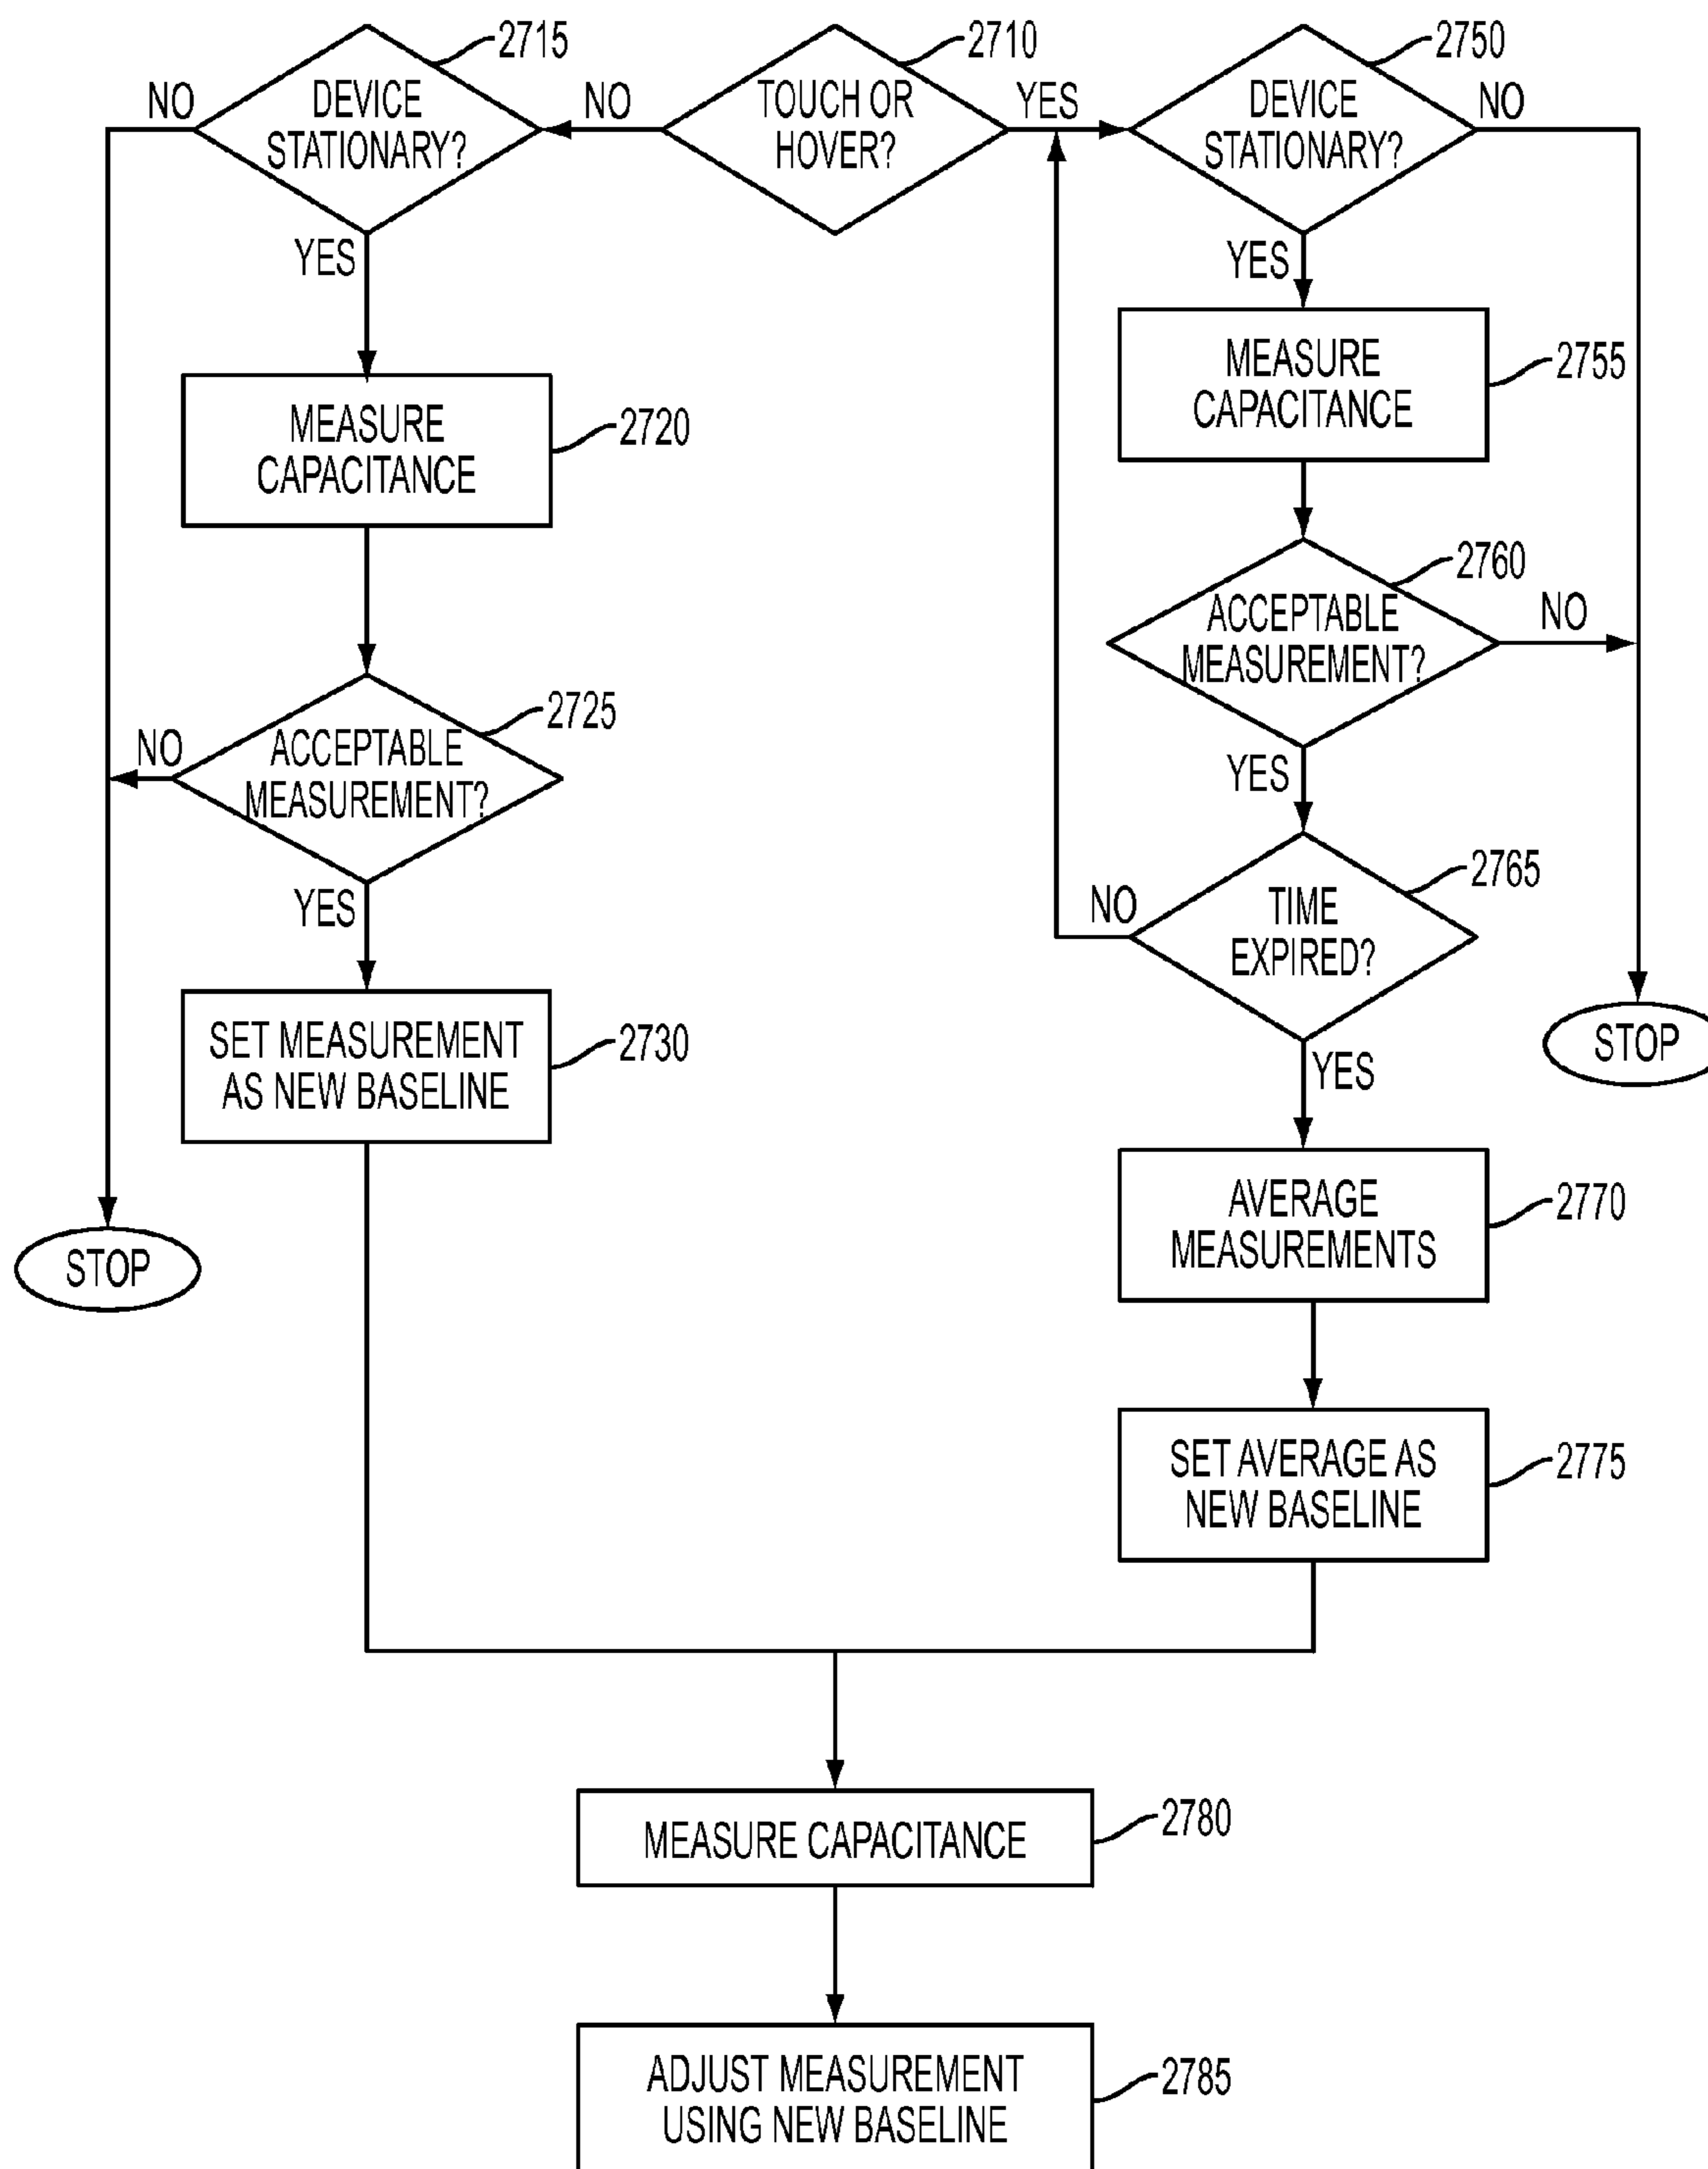 2715
2710
2750
NO
DEVICE
STATIONARY?
NO
TOUCH OR
HOVER?
YES
DEVICE
STATIONARY?
NO
YES
YES
MEASURE
CAPACITANCE
2755
MEASURE
CAPACITANCE
2720
2760
ACCEPTABLE
MEASUREMENT?
NO
2725
NO
ACCEPTABLE
MEASUREMENT?
YES
2765
YES
NO
TIME
EXPIRED?
SET MEASUREMENT
AS NEW BASELINE
2730
STOP
YES
AVERAGE
MEASUREMENTS
2770
STOP
SET AVERAGE AS
NEW BASELINE
2775
MEASURE CAPACITANCE
2780
ADJUST MEASUREMENT
USING NEW BASELINE
2785